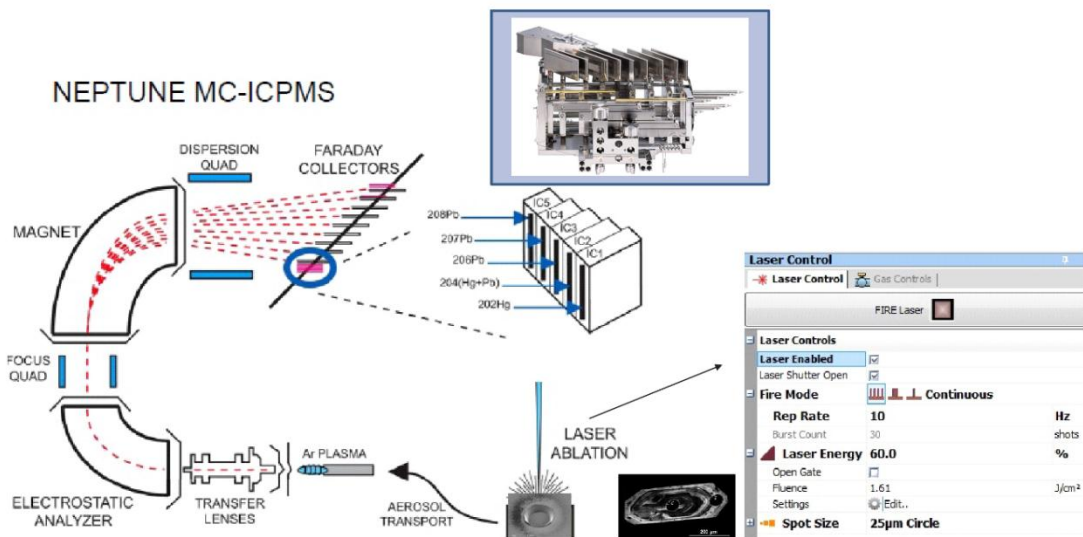 NEPTUNE MC-ICPMS
DISPERSION
QUAD
FARADAY
COLLECTORS
MAGNET
FOCUS
QUAD
ELECTROSTATIC
ANALYZER
TRANSFER
LENSES
Ar PLASMA
AEROSOL
TRANSPORT
LASER
ABLATION
IC5
IC4
IC3
IC2
IC1
208Pb
207Pb
206Pb
204(Hg+Pb)
202Hg
Laser Control
Laser Control
Gas Controls
FIRE Laser
Laser Controls
Laser Enabled
Laser Shutter Open
Fire Mode Continuous
Rep Rate 10 Hz
Burst Count 30 shots
Laser Energy 60.0 %
Open Gate
Fluence 1.61 J/cm²
Settings Edit..
Spot Size 25µm Circle